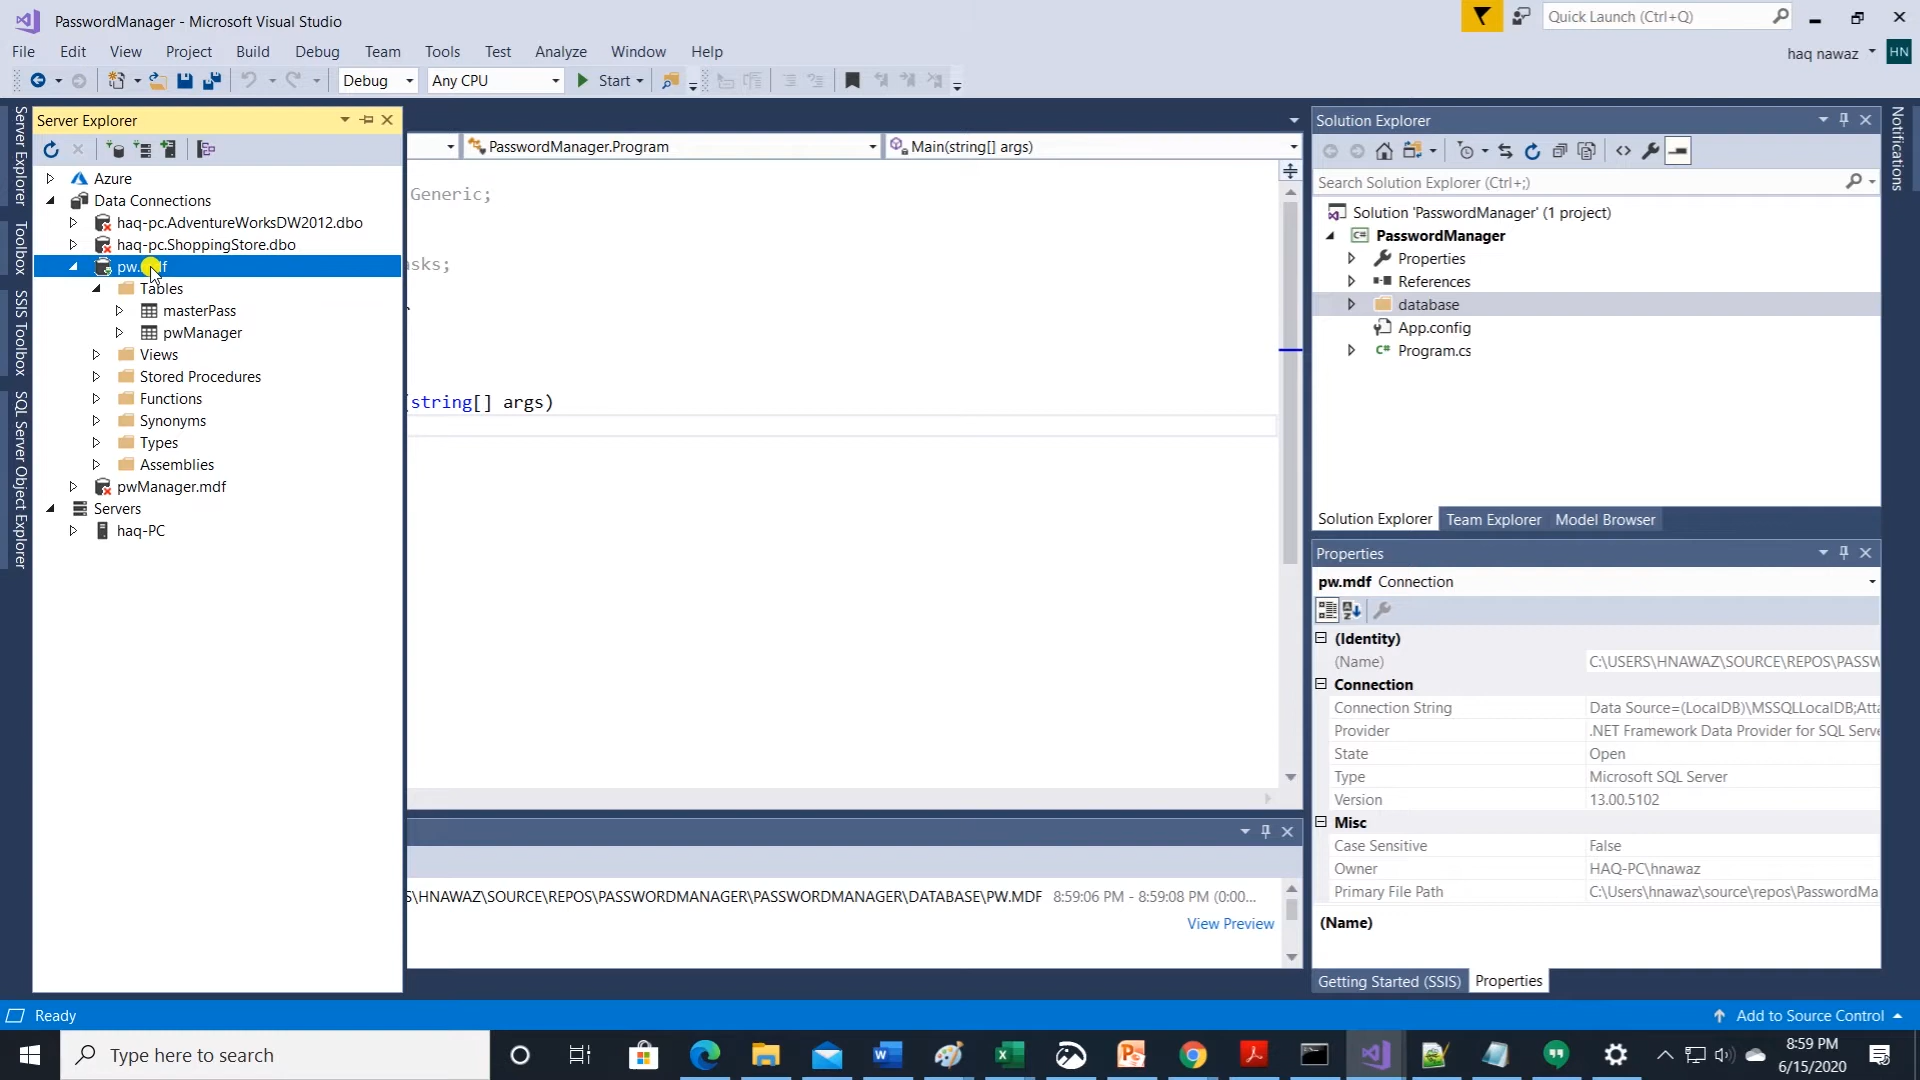 PasswordManager - Microsoft Visual Studio
Quick Launch (Ctrl+Q)
File Edit View Project Build Debug Team Tools Test Analyze Window Help
haq nawaz HN
Debug Any CPU Start
Server Explorer
Toolbox
SSIS Toolbox
SQL Server Object Explorer
Server Explorer
Azure
Data Connections
haq-pc.AdventureWorksDW2012.dbo
haq-pc.ShoppingStore.dbo
Tables
masterPass
pwManager
Views
Stored Procedures
Functions
Synonyms
Types
Assemblies
pwManager.mdf
Servers
haq-PC
PasswordManager.Program
Main(string[] args)
Generic;
sks;
(string[] args)
S\HNAWAZ\SOURCE\REPOS\PASSWORDMANAGER\PASSWORDMANAGER\DATABASE\PW.MDF 8:59:06 PM - 8:59:08 PM (0:00...
View Preview
Solution Explorer
Search Solution Explorer (Ctrl+;)
Solution 'PasswordManager' (1 project)
C# PasswordManager
Properties
References
database
App.config
C# Program.cs
Solution Explorer Team Explorer Model Browser
Properties
pw.mdf Connection
(Identity)
(Name) C:\USERS\HNAWAZ\SOURCE\REPOS\PASSW
Connection
Connection String Data Source=(LocalDB)\MSSQLLocalDB;Atta
Provider .NET Framework Data Provider for SQL Serve
State Open
Type Microsoft SQL Server
Version 13.00.5102
Misc
Case Sensitive False
Owner HAQ-PC\hnawaz
Primary File Path C:\Users\hnawaz\source\repos\PasswordMa
(Name)
Getting Started (SSIS) Properties
Notifications
Ready
Add to Source Control
Type here to search
8:59 PM
6/15/2020